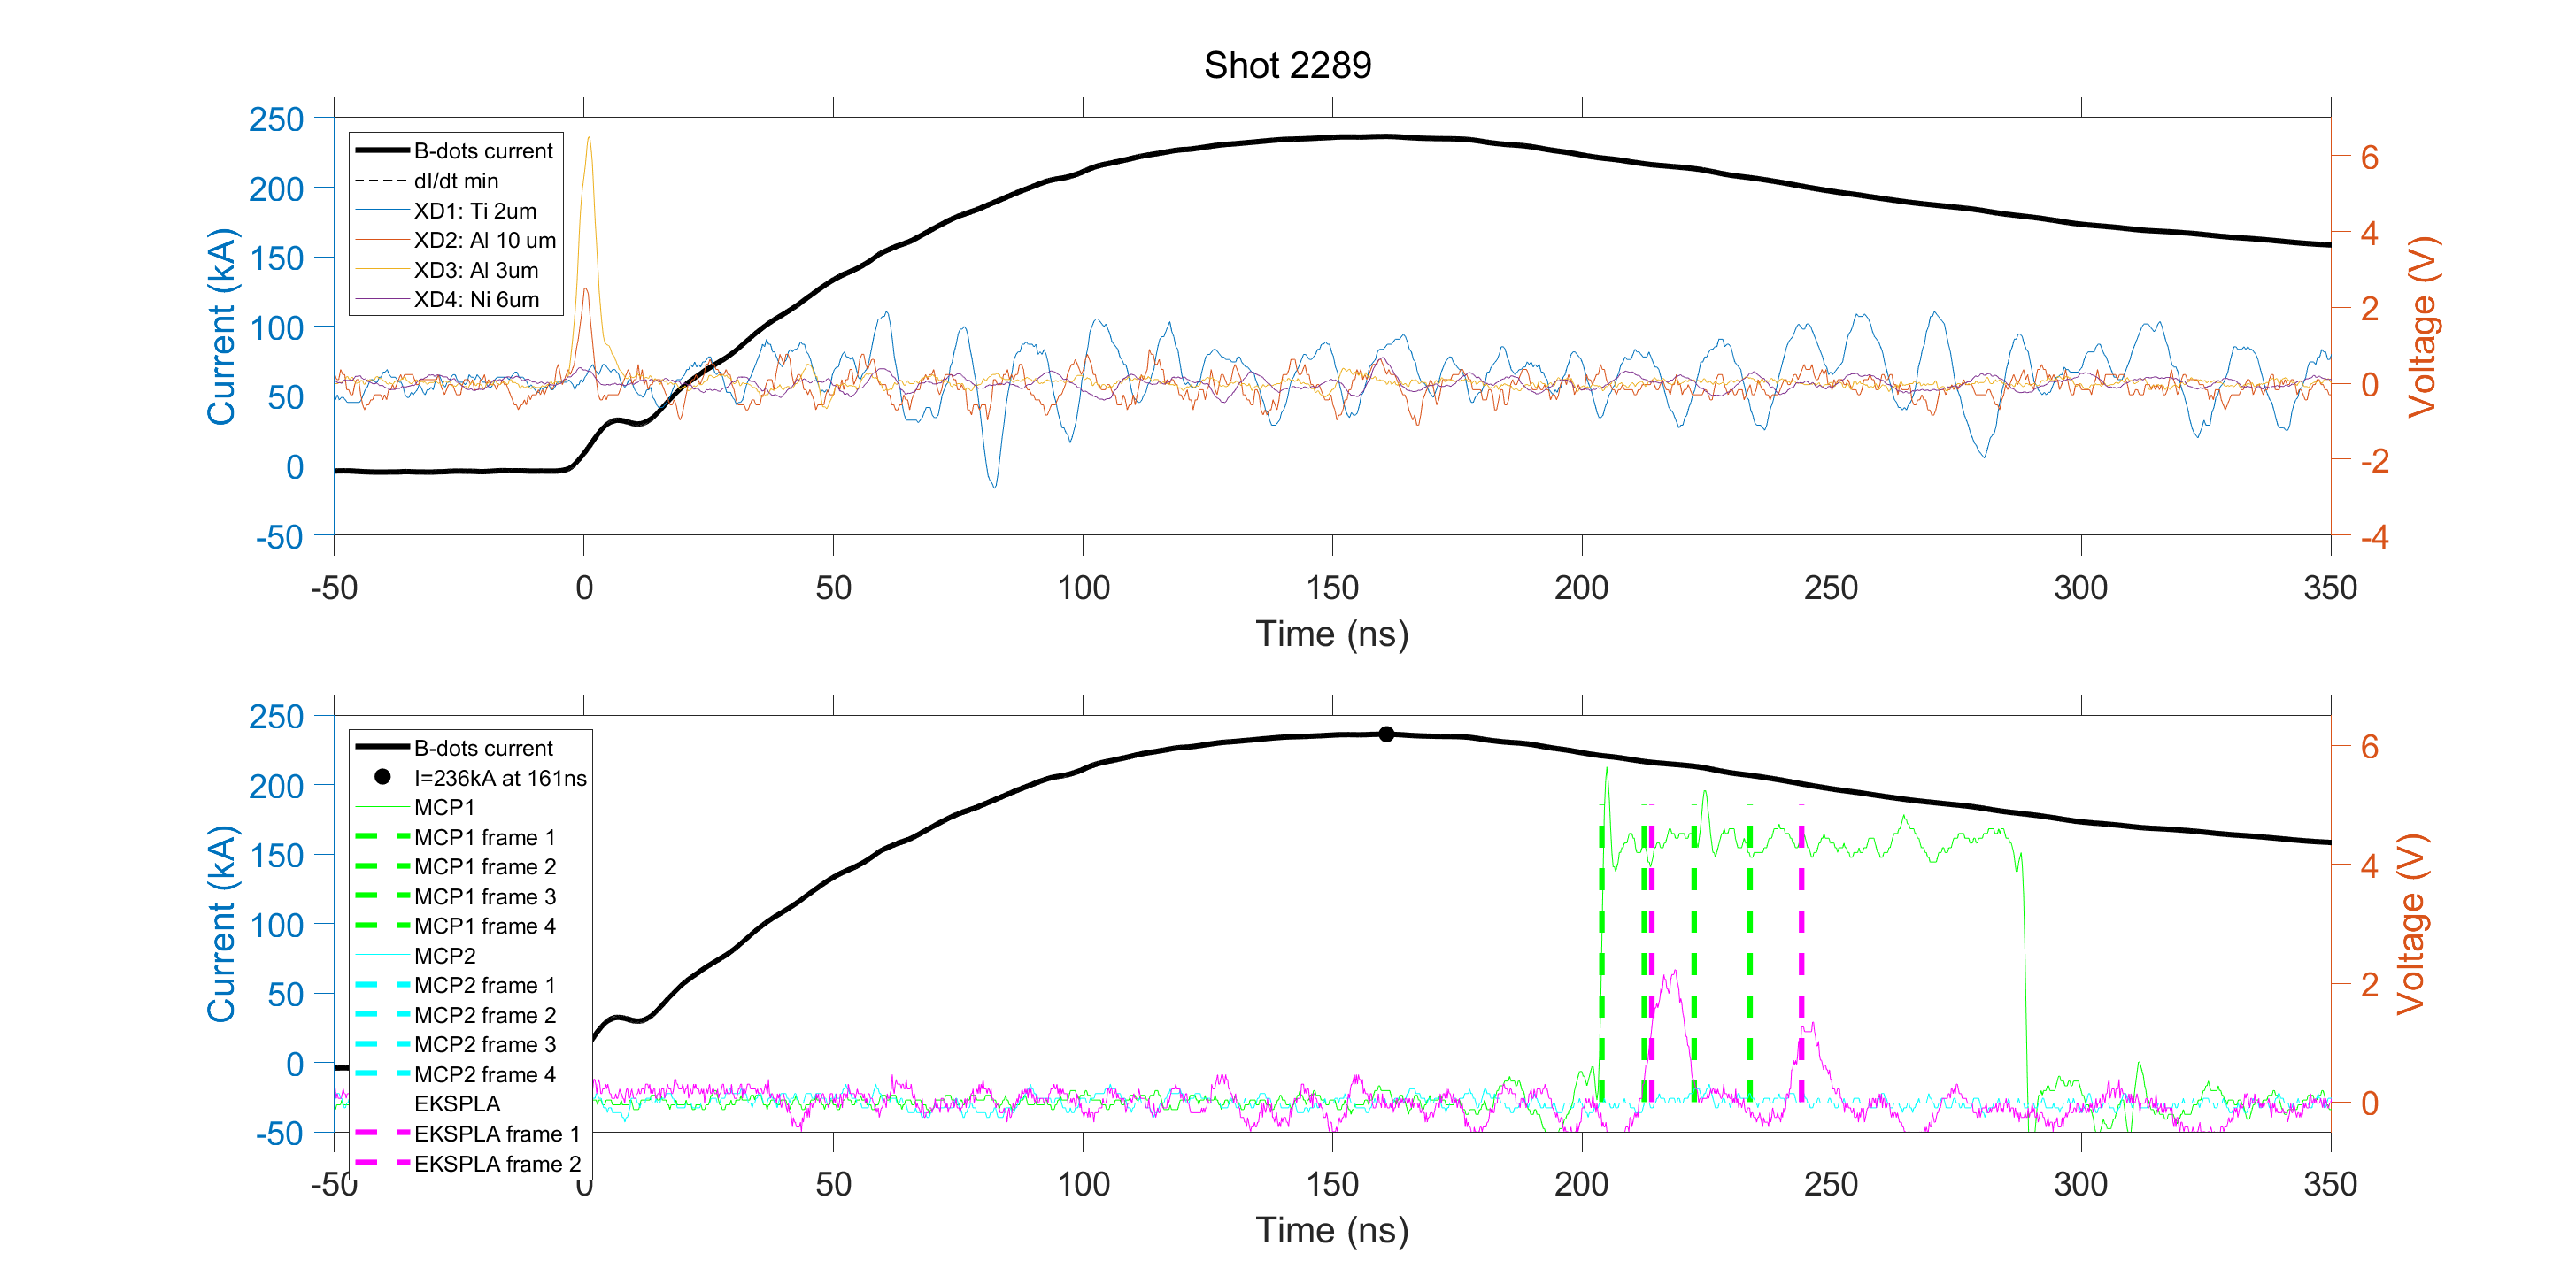 Shot 2289
250
200
150
100
50
0
-50
Current (kA)
B-dots current
dI/dt min
XD1: Ti 2um
XD2: Al 10 um
XD3: Al 3um
XD4: Ni 6um
6
4
2
0
-2
-4
Voltage (V)
-50 0 50 100 150 200 250 300 350
Time (ns)
250
200
150
100
50
0
-50
Current (kA)
B-dots current
I=236kA at 161ns
MCP1
MCP1 frame 1
MCP1 frame 2
MCP1 frame 3
MCP1 frame 4
MCP2
MCP2 frame 1
MCP2 frame 2
MCP2 frame 3
MCP2 frame 4
EKSPLA
EKSPLA frame 1
EKSPLA frame 2
6
4
2
0
Voltage (V)
-50 0 50 100 150 200 250 300 350
Time (ns)